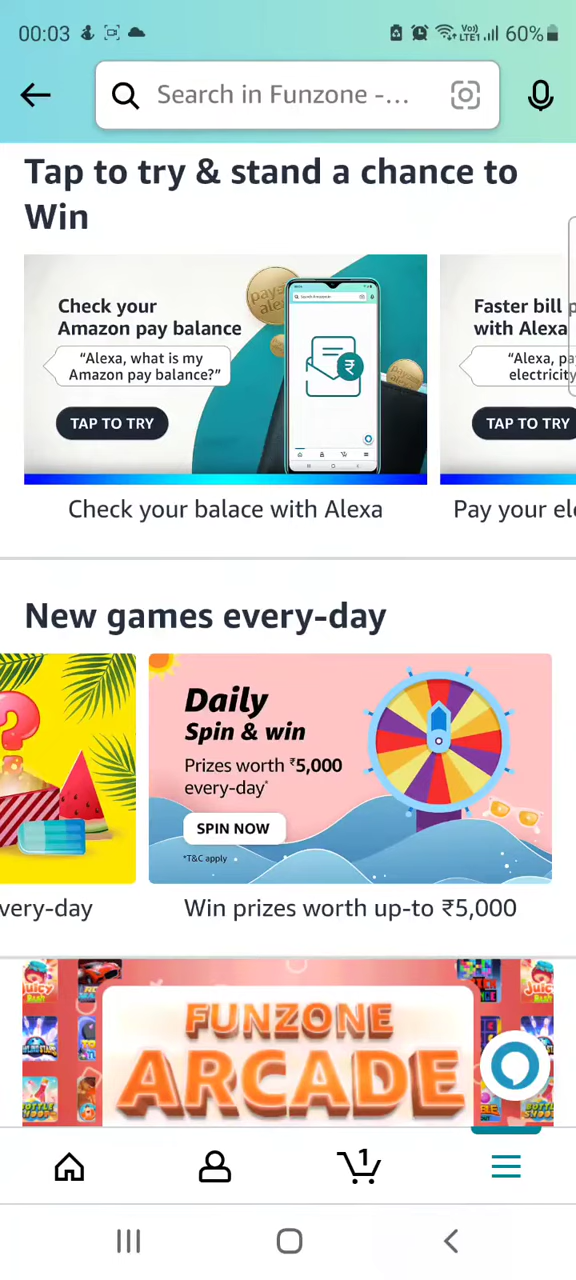 00:03
Vo)
LTE1
60%
Search in Funzone -...
Tap to try & stand a chance to
Win
Check your
Amazon pay balance
“Alexa, what is my
Amazon pay balance?”
TAP TO TRY
Faster bill p
with Alexa
“Alexa, pa
electricity
TAP TO TRY
Check your balace with Alexa
Pay your ele
New games every-day
?
Daily
Spin & win
Prizes worth ₹5,000
every-day*
SPIN NOW
*T&C apply
very-day
Win prizes worth up-to ₹5,000
FUNZONE
ARCADE
1